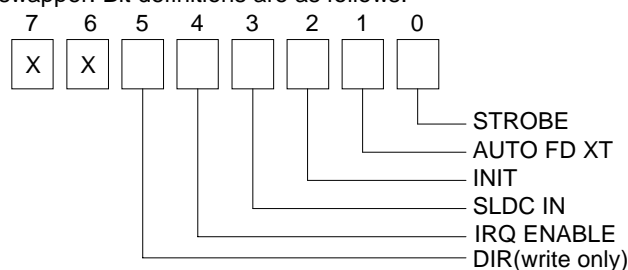 swapper. Bit definitions are as follows:
7 6 5 4 3 2 1 0
X X
STROBE
AUTO FD XT
INIT
SLDC IN
IRQ ENABLE
DIR(write only)